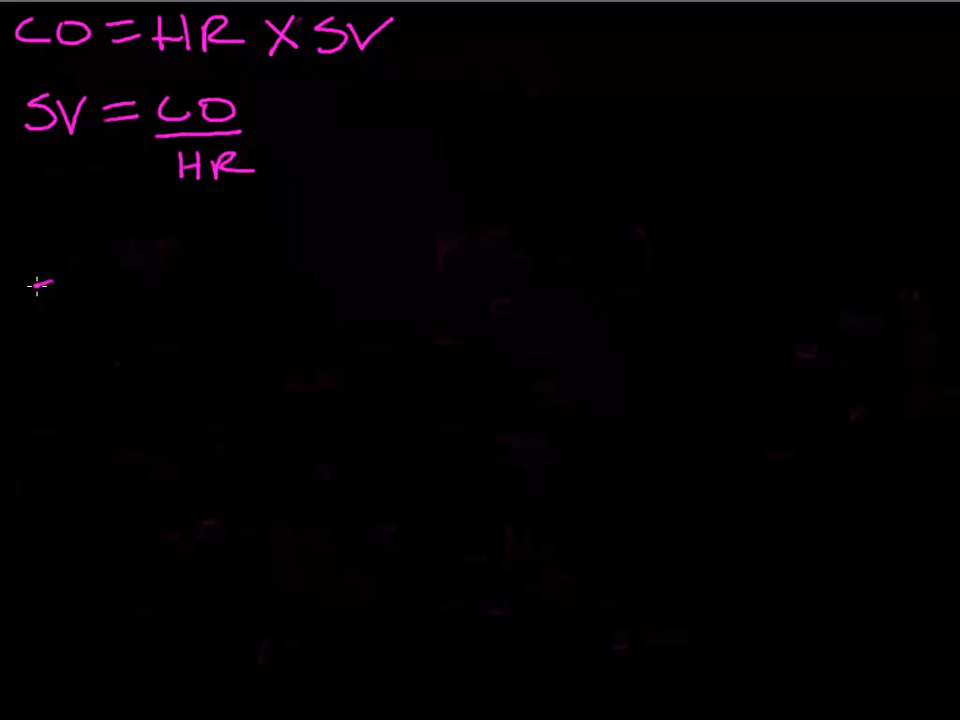 CO = HR X SV
SV = CO
HR